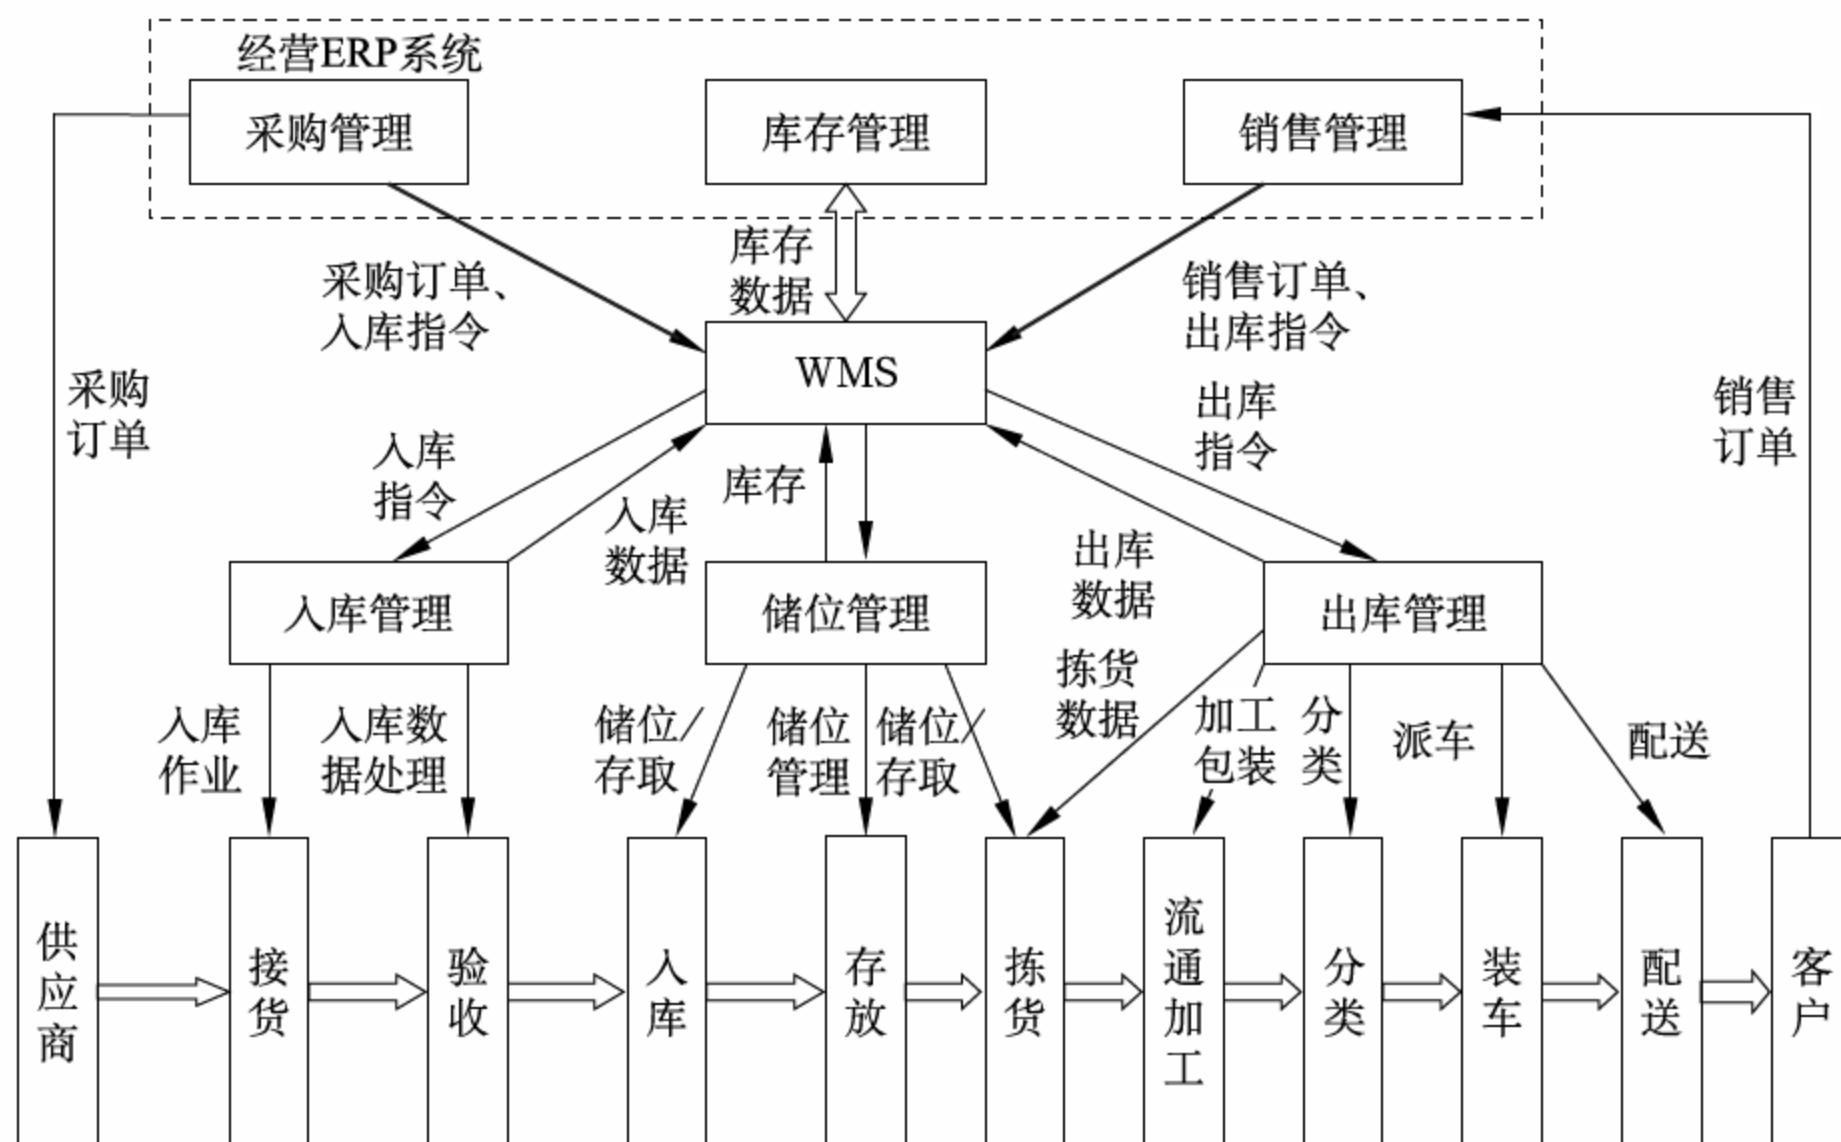 经营ERP系统
采购管理
库存管理
销售管理
库存
数据
采购订单、
入库指令
销售订单、
出库指令
WMS
采购
订单
销售
订单
入库
指令
入库
数据
库存
出库
指令
出库
数据
入库管理
储位管理
出库管理
入库
作业
入库数
据处理
储位/
存取
储位
管理
储位/
存取
拣货
数据
加工
包装
分
类
派车
配送
供
应
商
接
货
验
收
入
库
存
放
拣
货
流
通
加
工
分
类
装
车
配
送
客
户